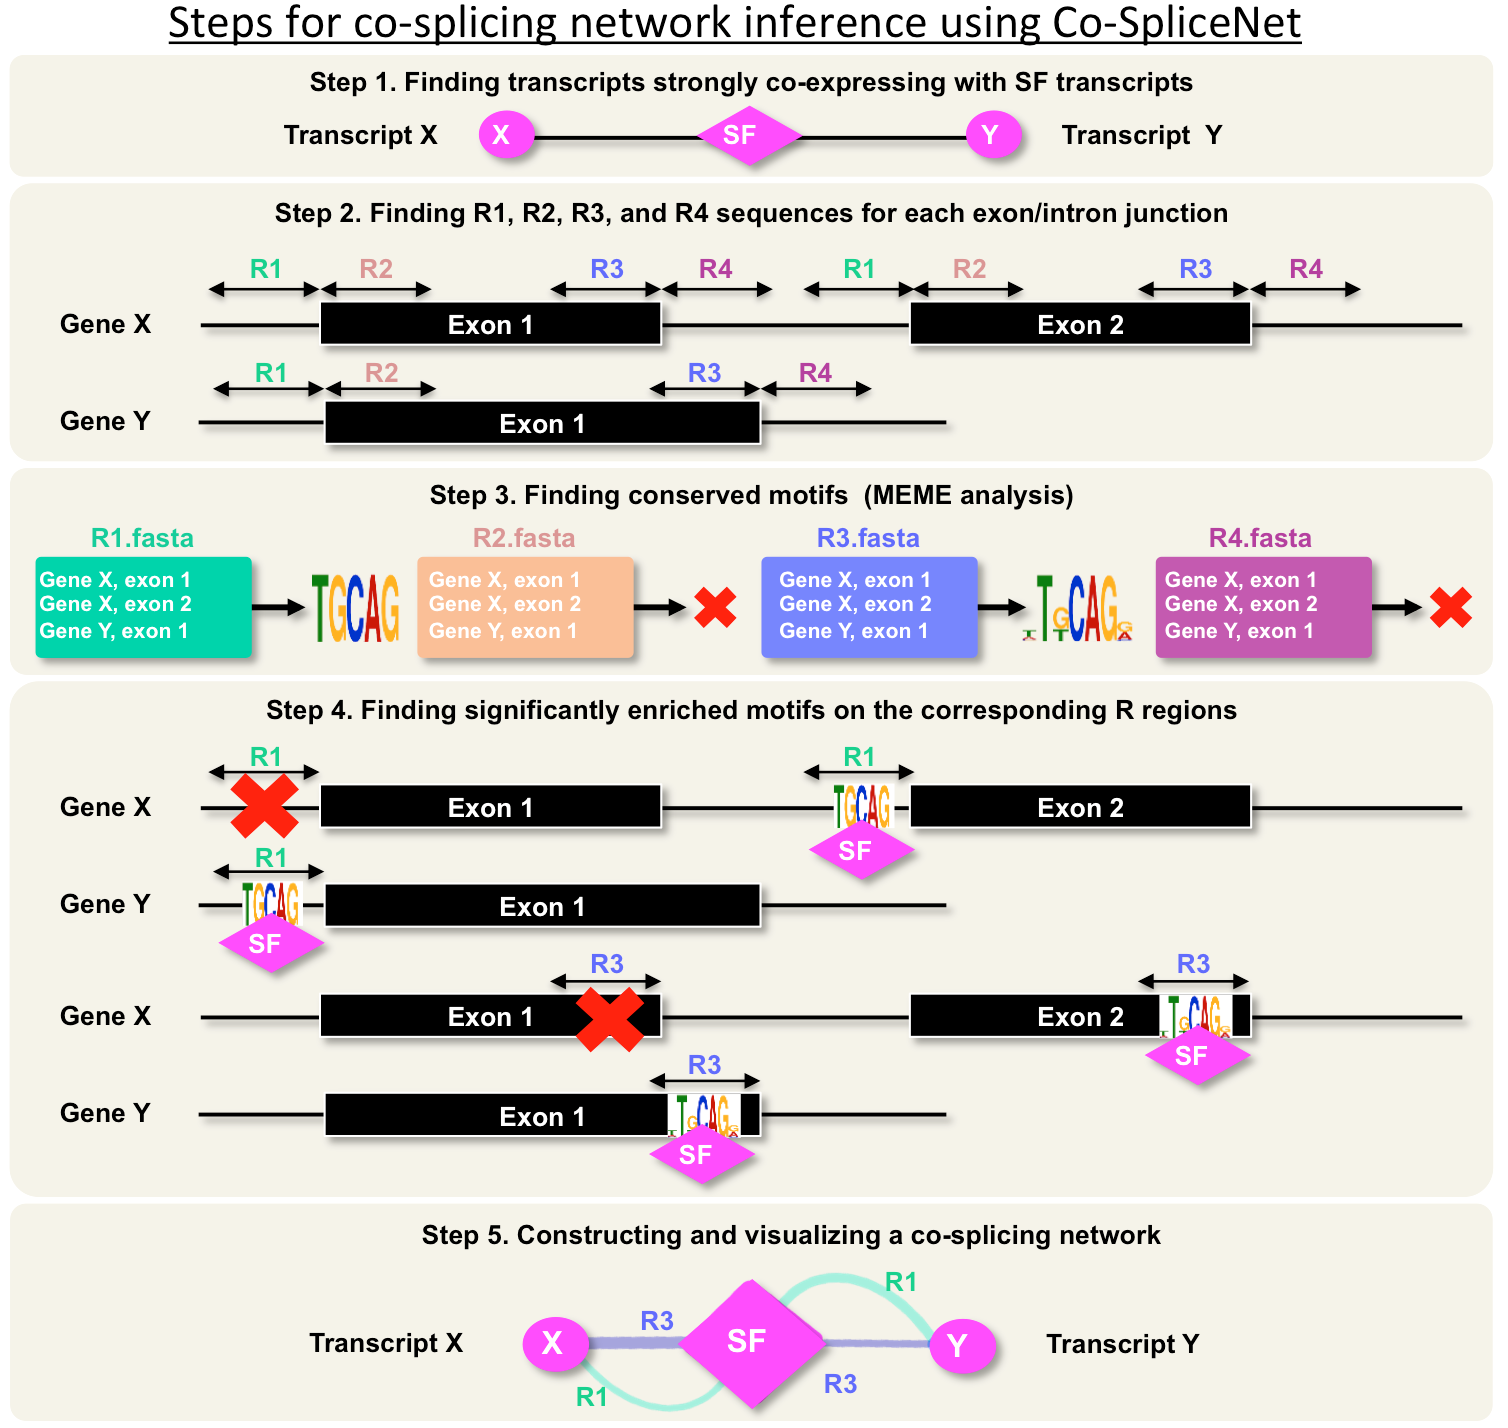 Steps for co-splicing network inference using Co-SpliceNet
Step 1. Finding transcripts strongly co-expressing with SF transcripts
Transcript X X SF Y Transcript Y
Step 2. Finding R1, R2, R3, and R4 sequences for each exon/intron junction
R1 R2 R3 R4 R1 R2 R3 R4
Gene X Exon 1 Exon 2
R1 R2 R3 R4
Gene Y Exon 1
Step 3. Finding conserved motifs (MEME analysis)
R1.fasta R2.fasta R3.fasta R4.fasta
Gene X, exon 1 Gene X, exon 1 Gene X, exon 1 Gene X, exon 1
Gene X, exon 2 Gene X, exon 2 Gene X, exon 2 Gene X, exon 2
Gene Y, exon 1 Gene Y, exon 1 Gene Y, exon 1 Gene Y, exon 1
TGCAG TGCAG
Step 4. Finding significantly enriched motifs on the corresponding R regions
R1 R1
Gene X Exon 1 TGCAG Exon 2
SF
R1
Gene Y TGCAG Exon 1
SF
R3 R3
Gene X Exon 1 Exon 2 TGCAG
SF
R3
Gene Y Exon 1 TGCAG
SF
Step 5. Constructing and visualizing a co-splicing network
R1
R3
Transcript X X SF Y Transcript Y
R3
R1